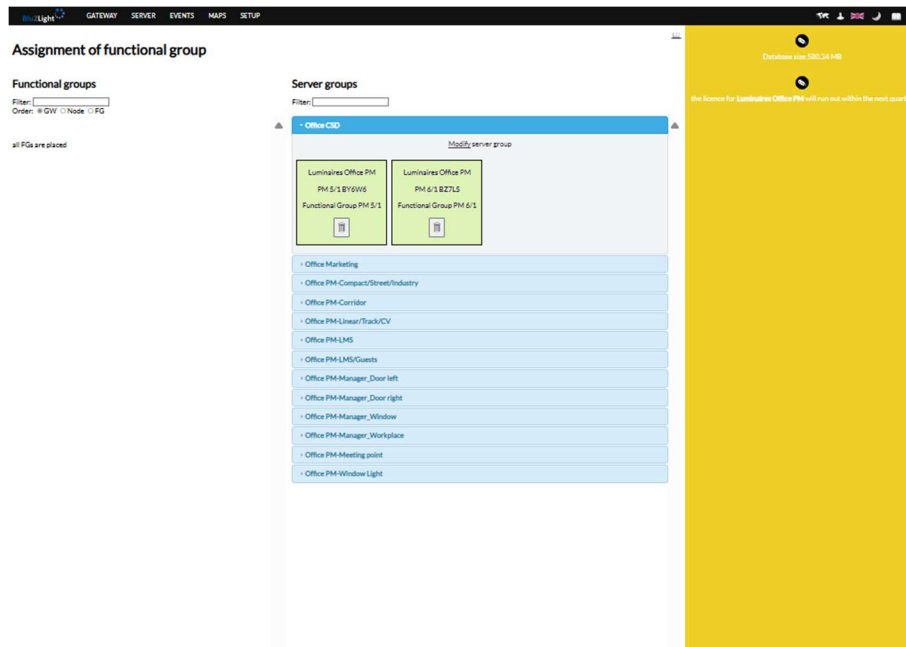 Blu2Light GATEWAY SERVER EVENTS MAPS SETUP
Assignment of functional group
Functional groups
Filter:
Order: GW Node FG
all FGs are placed
Server groups
Filter:
Office CSD
Modify server group
Luminaires Office PM
PM 5/1 BY6W6
Functional Group PM 5/1
Luminaires Office PM
PM 6/1 BZ7LS
Functional Group PM 6/1
Office Marketing
Office PM-Compact/Street/Industry
Office PM-Corridor
Office PM-Linear/Track/CV
Office PM-LMS
Office PM-LMS/Guests
Office PM-Manager_Door left
Office PM-Manager_Door right
Office PM-Manager_Window
Office PM-Manager_Workplace
Office PM-Meeting point
Office PM-Window Light
Database size 580.34 MB
the licence for Luminaires Office PM will run out within the next quart